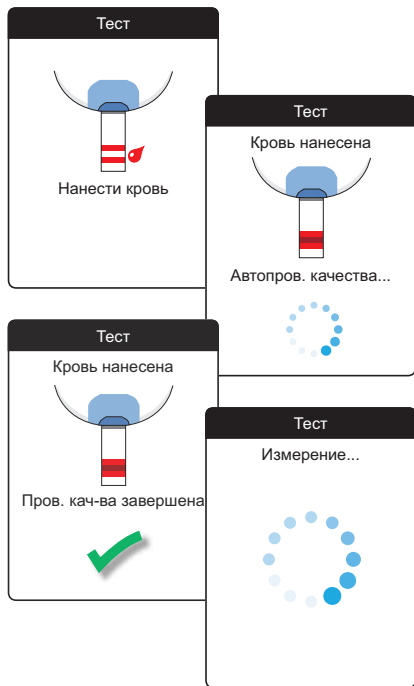 Тест
Нанести кровь
Тест
Кровь нанесена
Автопров. качества...
Тест
Кровь нанесена
Пров. кач-ва завершена
Тест
Измерение...